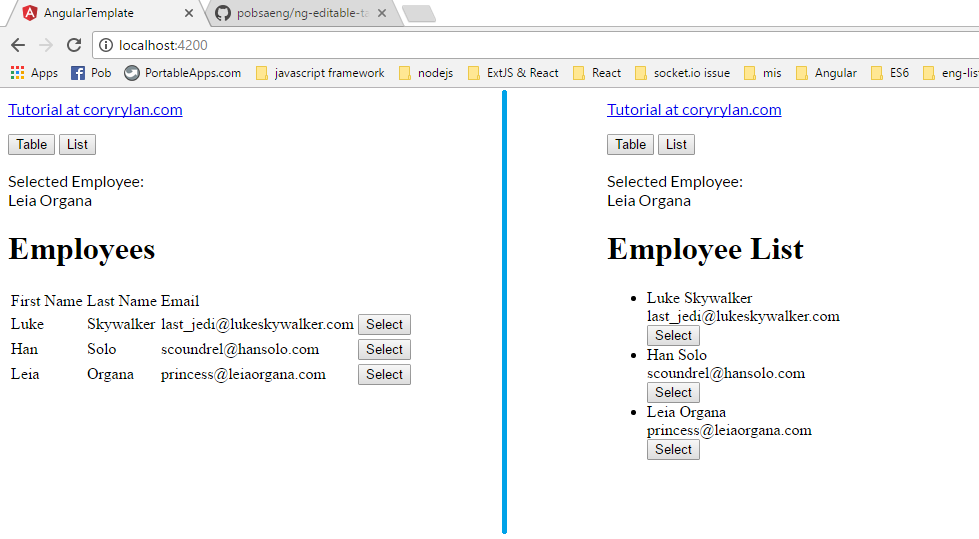 AngularTemplate
pobsaeng/ng-editable-ta
localhost:4200
Apps Pob PortableApps.com javascript framework nodejs ExtJS & React React socket.io issue mis Angular ES6 eng-lis
Tutorial at coryrylan.com
Table List
Selected Employee:
Leia Organa
Employees
First Name Last Name Email
Luke Skywalker last_jedi@lukeskywalker.com Select
Han Solo scoundrel@hansolo.com Select
Leia Organa princess@leiaorgana.com Select
Tutorial at coryrylan.com
Table List
Selected Employee:
Leia Organa
Employee List
Luke Skywalker
last_jedi@lukeskywalker.com
Select
Han Solo
scoundrel@hansolo.com
Select
Leia Organa
princess@leiaorgana.com
Select